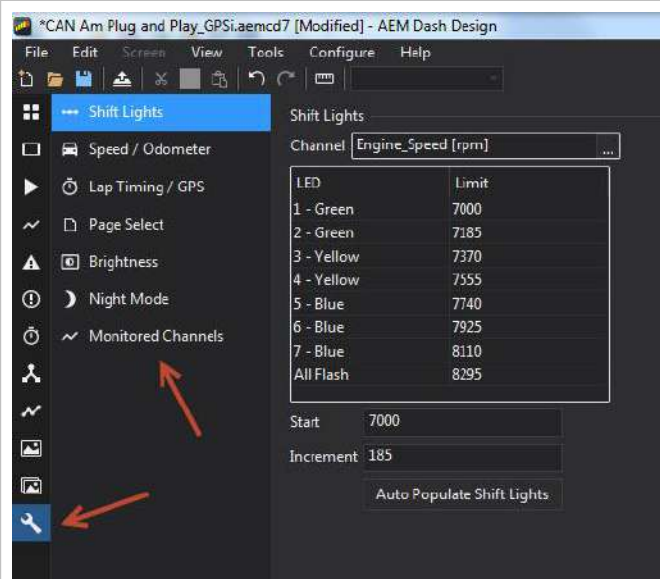 *CAN Am Plug and Play_GPSi.aemcd7 [Modified] - AEM Dash Design
File Edit Screen View Tools Configure Help
Shift Lights
Speed / Odometer
Lap Timing / GPS
Page Select
Brightness
Night Mode
Monitored Channels
Shift Lights
Channel Engine_Speed [rpm] ...
LED Limit
1 - Green 7000
2 - Green 7185
3 - Yellow 7370
4 - Yellow 7555
5 - Blue 7740
6 - Blue 7925
7 - Blue 8110
All Flash 8295
Start 7000
Increment 185
Auto Populate Shift Lights